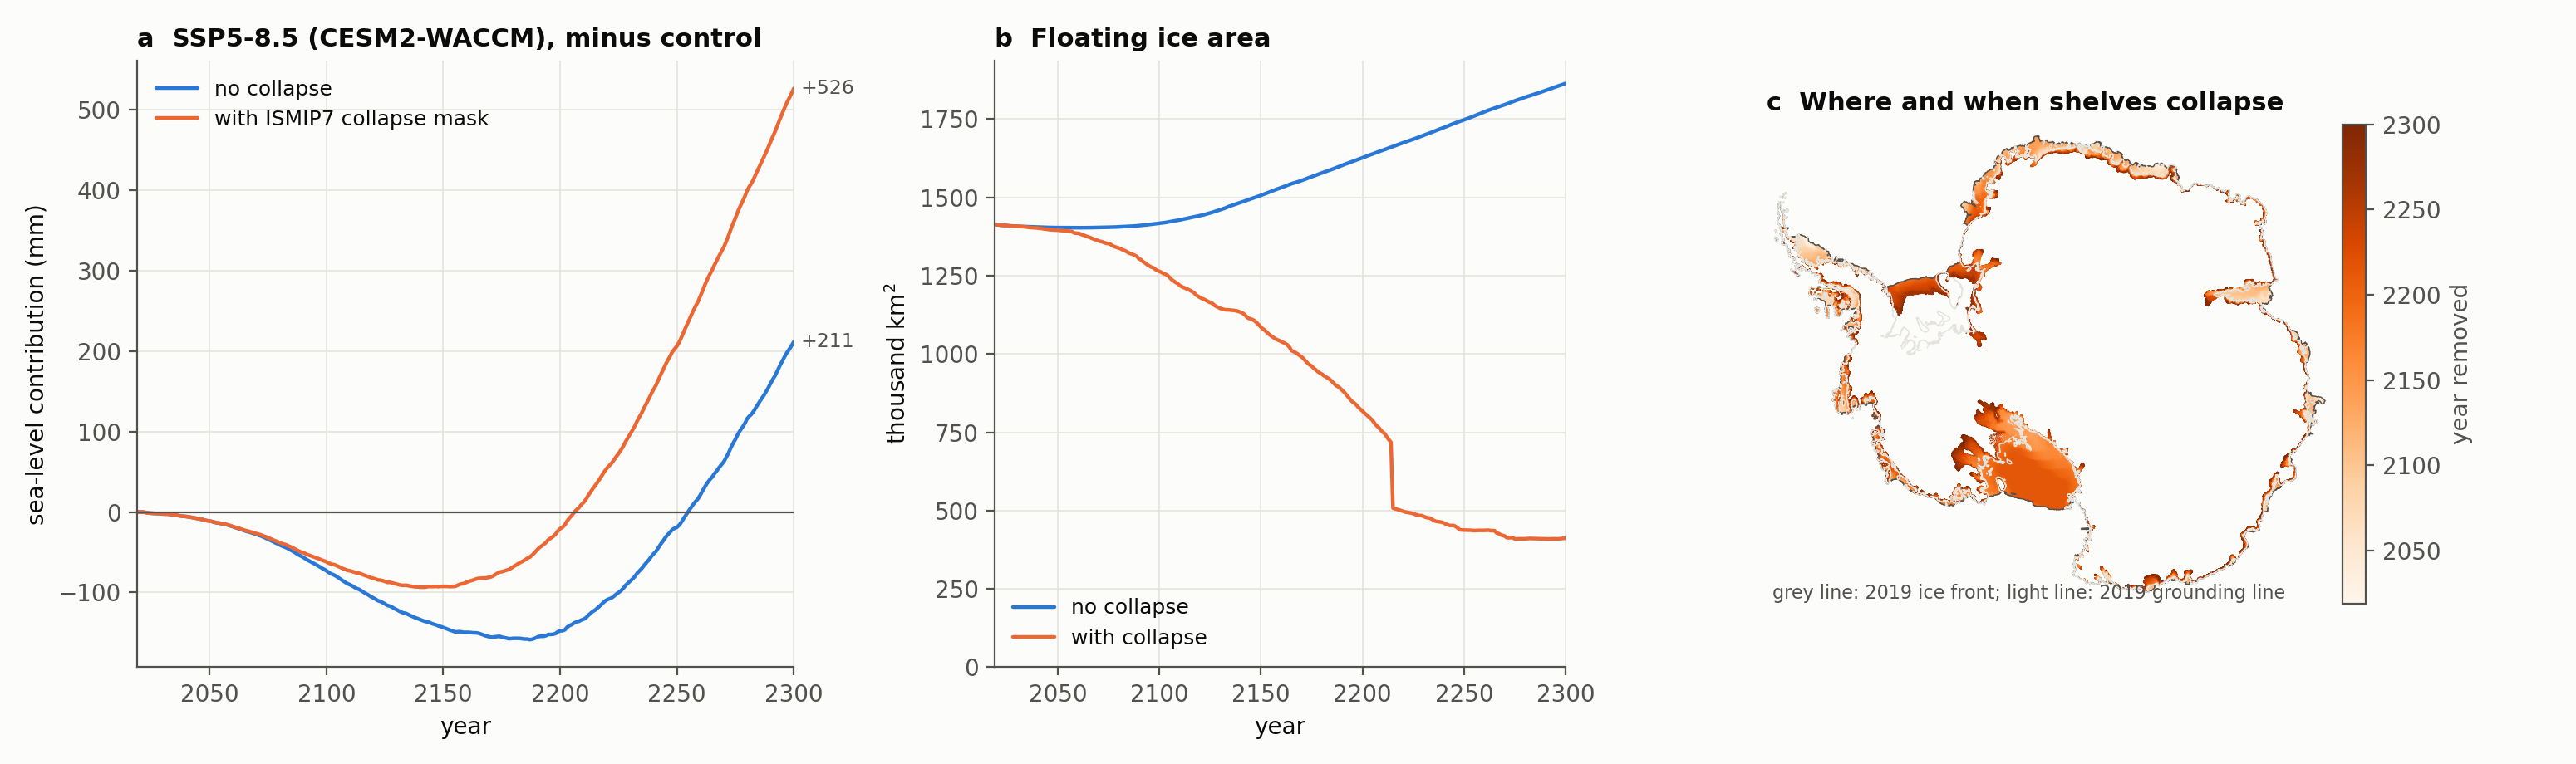 a SSP5-8.5 (CESM2-WACCM), minus control
no collapse
with ISMIP7 collapse mask
+526
+211
500
400
300
200
100
0
−100
sea-level contribution (mm)
2050 2100 2150 2200 2250 2300
year
b Floating ice area
1750
1500
1250
1000
750
500
250
0
thousand km²
no collapse
with collapse
2050 2100 2150 2200 2250 2300
year
c Where and when shelves collapse
2300
2250
2200
2150
2100
2050
year removed
grey line: 2019 ice front; light line: 2019 grounding line